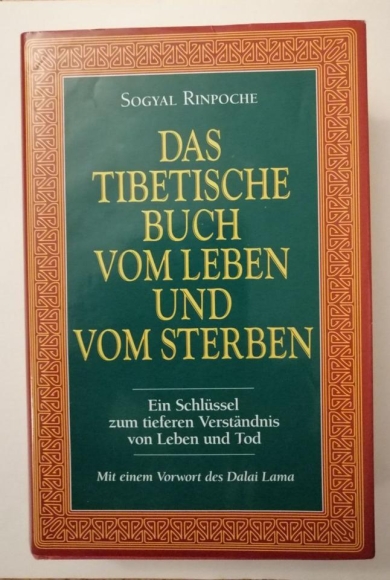 SOGYAL RINPOCHE
DAS
TIBETISCHE
BUCH
VOM LEBEN
UND
VOM STERBEN
Ein Schlüssel
zum tieferen Verständnis
von Leben und Tod
Mit einem Vorwort des Dalai Lama